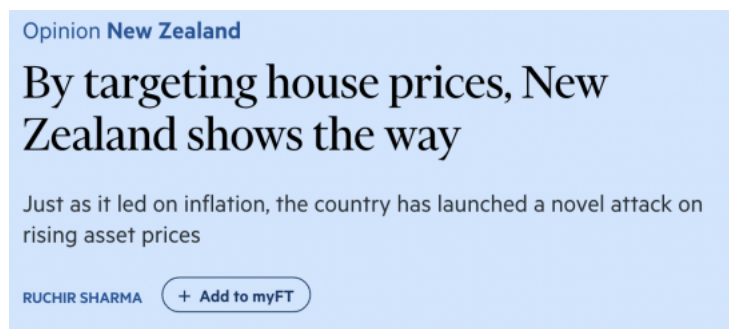 Opinion New Zealand
By targeting house prices, New
Zealand shows the way
Just as it led on inflation, the country has launched a novel attack on
rising asset prices
RUCHIR SHARMA + Add to myFT